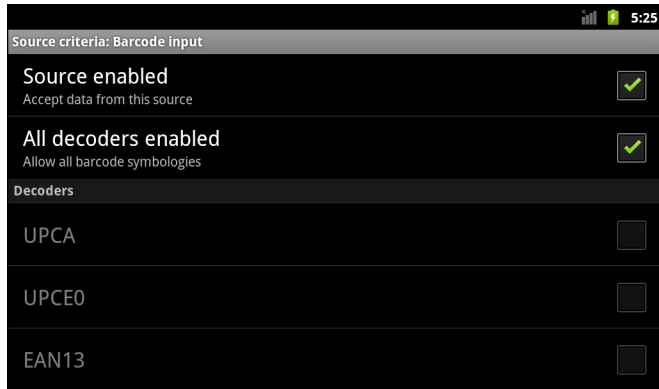 5:25
Source criteria: Barcode input
Source enabled
Accept data from this source
All decoders enabled
Allow all barcode symbologies
Decoders
UPCA
UPCE0
EAN13